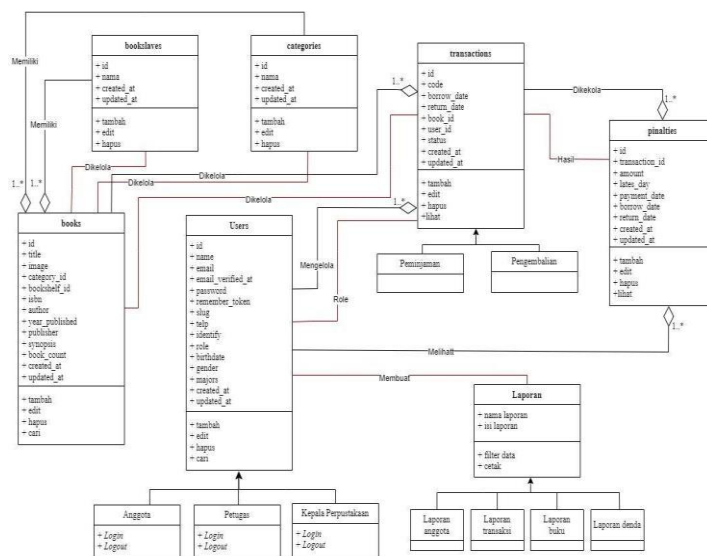 Memiliki
bookslaves
+ id
+ nama
+ created_at
+ updated_at
+ tambah
+ edit
+ hapus
categories
+ id
+ nama
+ created_at
+ updated_at
+ tambah
+ edit
+ hapus
transactions
+ id
+ code
+ borrow_date
+ return_date
+ book_id
+ user_id
+ status
+ created_at
+ updated_at
+ tambah
+ edit
+ hapus
+lihat
1..*
Dikekola
1..*
pinalties
+ id
+ transaction_id
+ amount
+ lates_day
+ payment_date
+ borrow_date
+ return_date
+ created_at
+ updated_at
+ tambah
+ edit
+ hapus
+lihat
1..*
Memiliki
Dikelola
Dikelola
Dikelola
Dikelola
Hasil
1..*
1..*
books
+ id
+ title
+ image
+ category_id
+ bookshelf_id
+ isbn
+ author
+ year_published
+ publisher
+ synopsis
+ book_count
+ created_at
+ updated_at
+ tambah
+ edit
+ hapus
+ cari
Users
+ id
+ name
+ email
+ email_verified_at
+ password
+ remember_token
+ slug
+ telp
+ identify
+ role
+ birthdate
+ gender
+ majors
+ created_at
+ updated_at
+ tambah
+ edit
+ hapus
+ cari
1..*
Mengelola
Role
Peminjaman
Pengembalian
Melihatt
Membuat
Laporan
+ nama laporan
+ isi laporan
+ filter data
+ cetak
Anggota
+ Login
+ Logout
Petugas
+ Login
+ Logout
Kepala Perpustakaan
+ Login
+ Logout
Laporan
anggota
Laporan
transaksi
Laporan
buku
Laporan denda